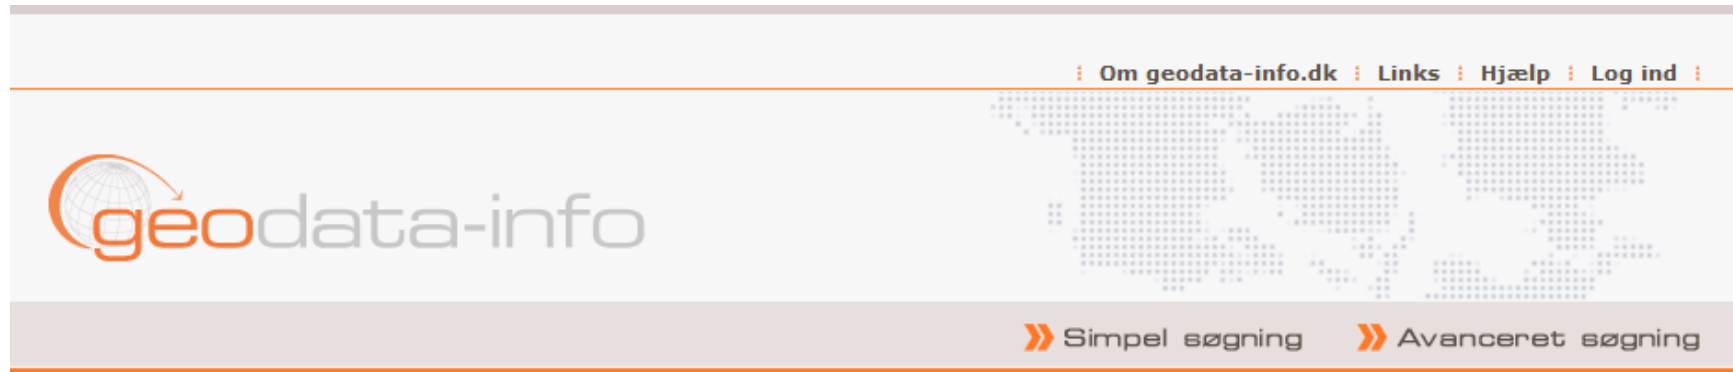 Om geodata-info.dk Links Hjælp Log ind
geodata-info
Simpel søgning Avanceret søgning